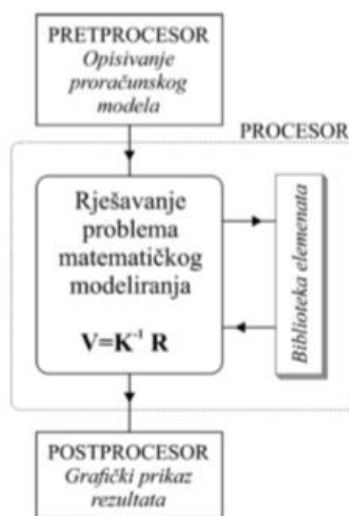 PRETPROCESOR
Opisivanje
proračunskog
modela
PROCESOR
Rješavanje
problema
matematičkog
modeliranja
V=K⁻¹ R
Biblioteka elemenata
POSTPROCESOR
Grafički prikaz
rezultata